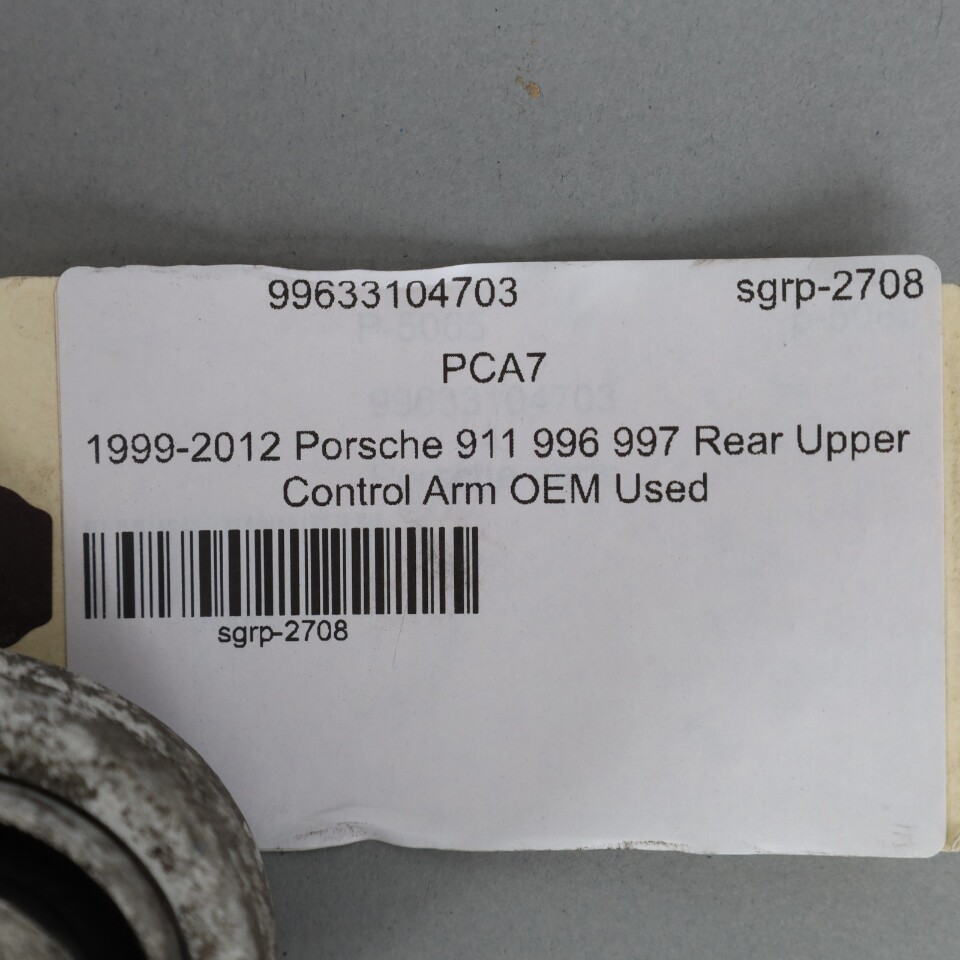 99633104703 sgrp-2708
PCA7
1999-2012 Porsche 911 996 997 Rear Upper
Control Arm OEM Used
sgrp-2708